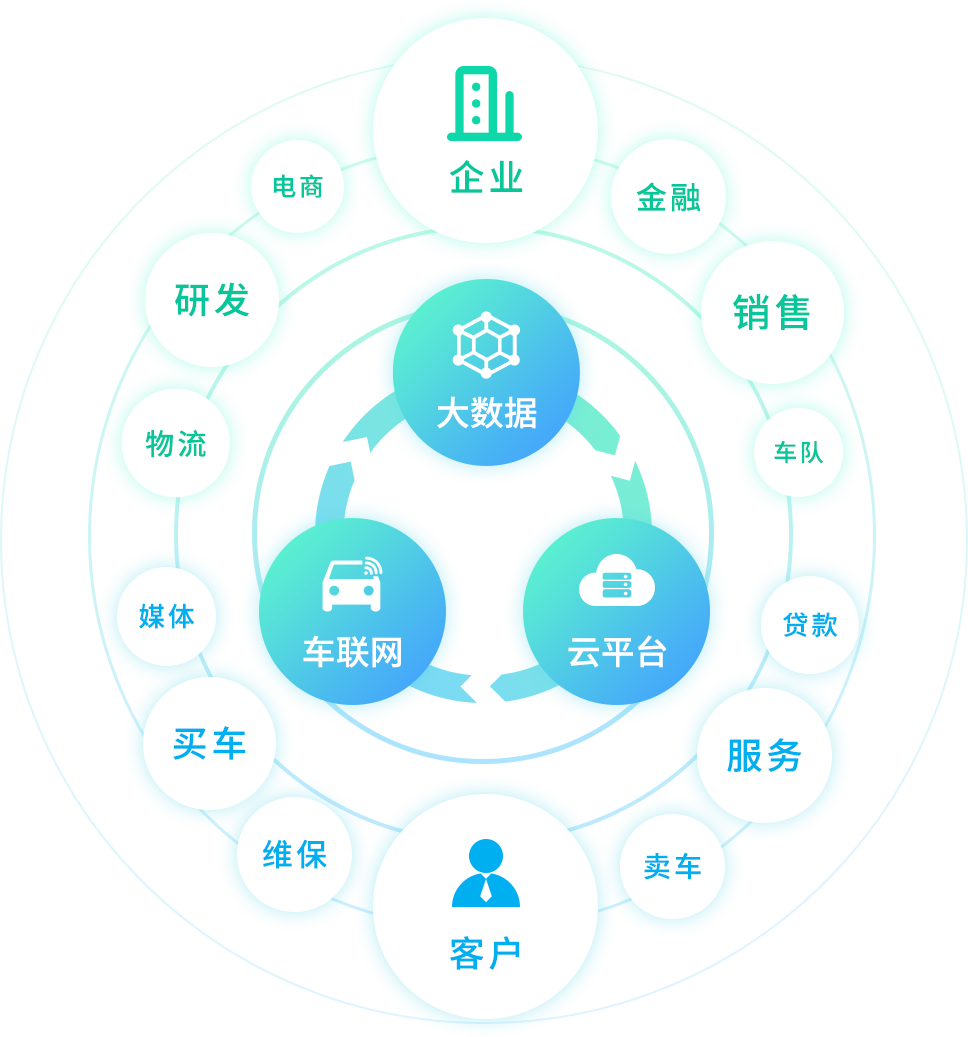 企业
电商
金融
研发
销售
大数据
物流
车队
媒体
贷款
车联网
云平台
买车
服务
维保
卖车
客户